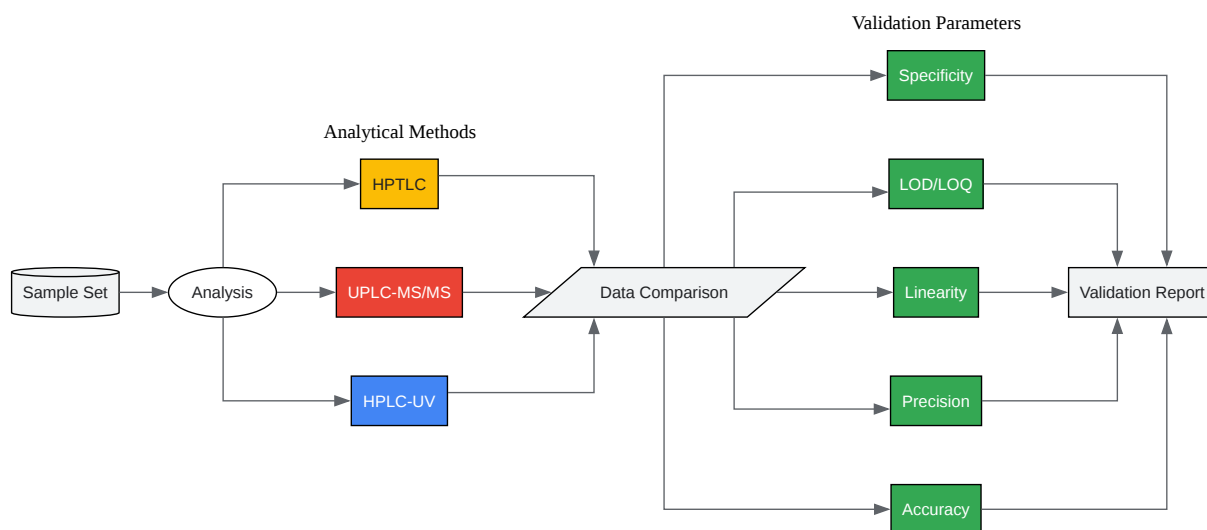 Validation Parameters
Specificity
Analytical Methods
HPTLC
LOD/LOQ
Sample Set
Analysis
UPLC-MS/MS
Data Comparison
Linearity
Validation Report
HPLC-UV
Precision
Accuracy